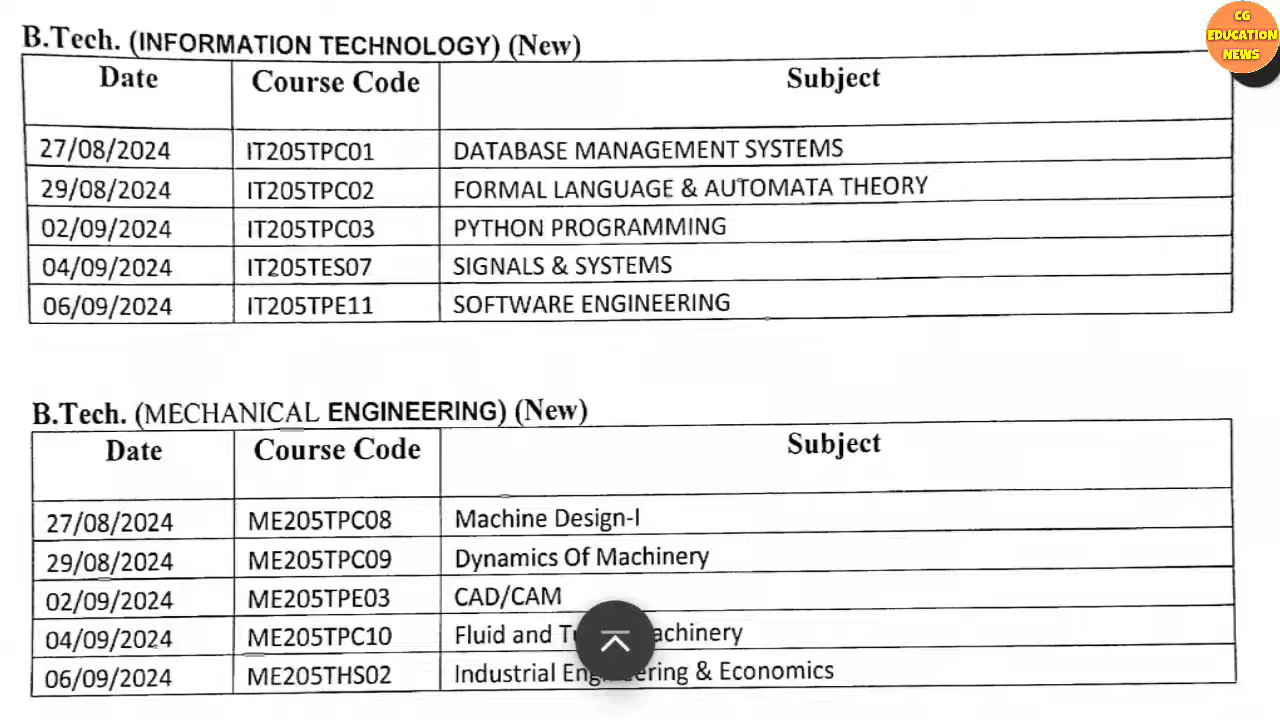 CG
EDUCATION
NEWS
B.Tech. (INFORMATION TECHNOLOGY) (New)
Date Course Code Subject
27/08/2024 IT205TPC01 DATABASE MANAGEMENT SYSTEMS
29/08/2024 IT205TPC02 FORMAL LANGUAGE & AUTOMATA THEORY
02/09/2024 IT205TPC03 PYTHON PROGRAMMING
04/09/2024 IT205TES07 SIGNALS & SYSTEMS
06/09/2024 IT205TPE11 SOFTWARE ENGINEERING
B.Tech. (MECHANICAL ENGINEERING) (New)
Date Course Code Subject
27/08/2024 ME205TPC08 Machine Design-I
29/08/2024 ME205TPC09 Dynamics Of Machinery
02/09/2024 ME205TPE03 CAD/CAM
04/09/2024 ME205TPC10 Fluid and
06/09/2024 ME205THS02 Industrial Engineering & Economics